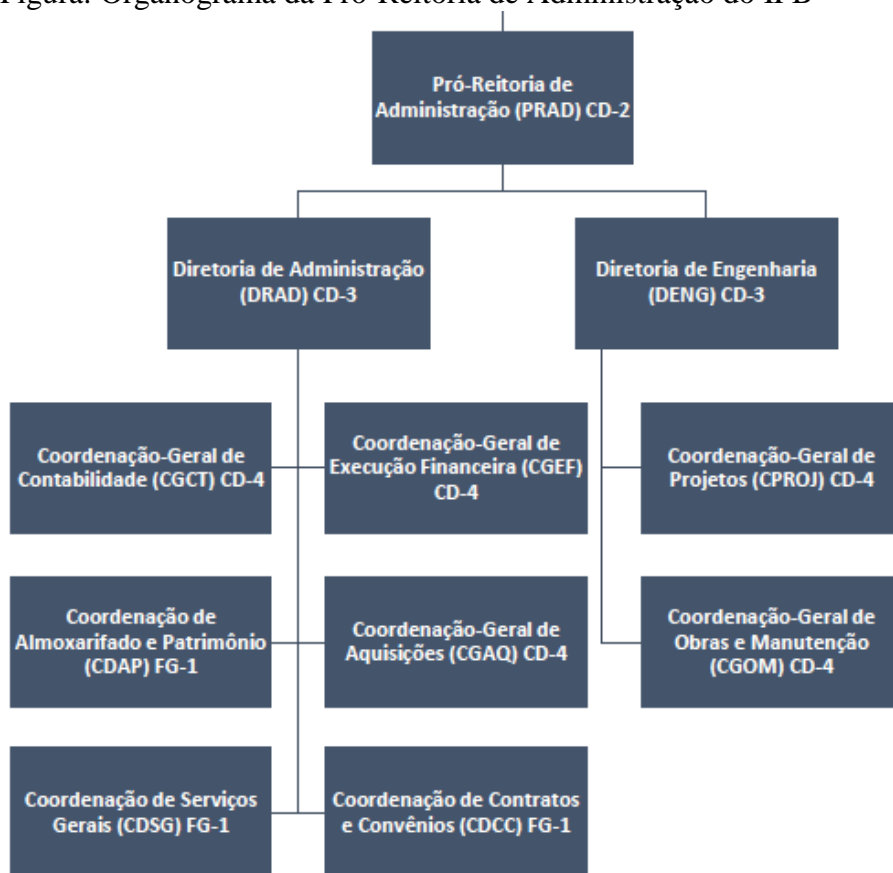 Figura: Organograma da Pró-Reitoria de Administração do IFB
Pró-Reitoria de
Administração (PRAD) CD-2
Diretoria de Administração
(DRAD) CD-3
Diretoria de Engenharia
(DENG) CD-3
Coordenação-Geral de
Contabilidade (CGCT) CD-4
Coordenação-Geral de
Execução Financeira (CGEF)
CD-4
Coordenação-Geral de
Projetos (CPROJ) CD-4
Coordenação de
Almoxarifado e Patrimônio
(CDAP) FG-1
Coordenação-Geral de
Aquisições (CGAQ) CD-4
Coordenação-Geral de
Obras e Manutenção
(CGOM) CD-4
Coordenação de Serviços
Gerais (CDSG) FG-1
Coordenação de Contratos
e Convênios (CDCC) FG-1